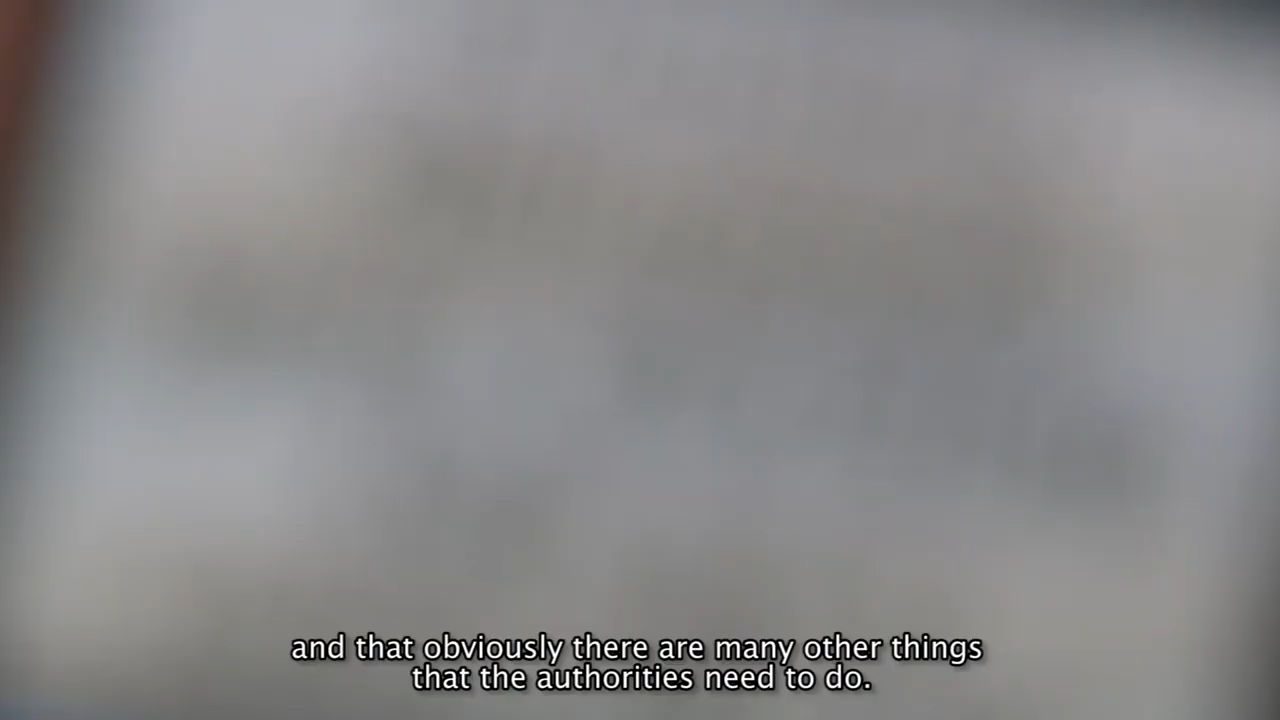 and that obviously there are many other things
that the authorities need to do.